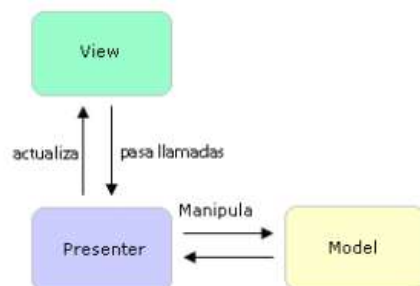 View
actualiza
pasa llamadas
Manipula
Presenter
Model